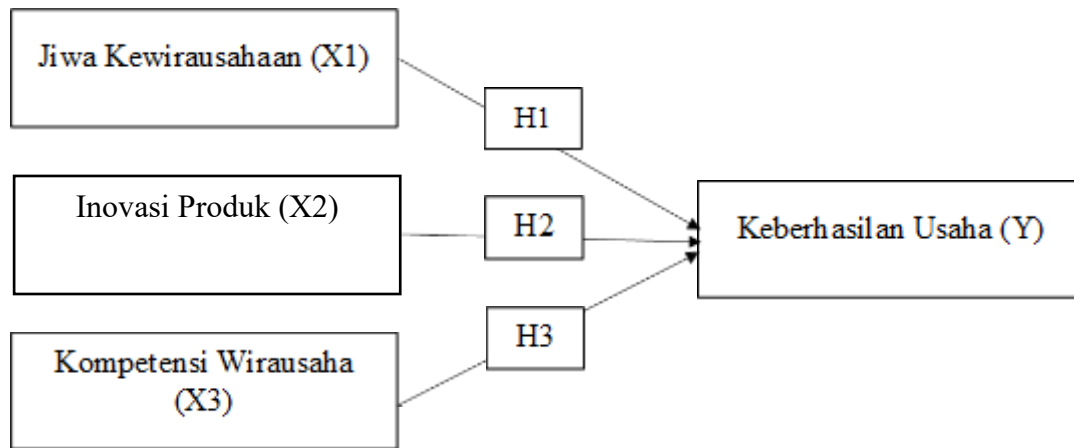 Jiwa Kewirausahaan (X1)
H1
Inovasi Produk (X2)
H2
Keberhasilan Usaha (Y)
H3
Kompetensi Wirausaha
(X3)